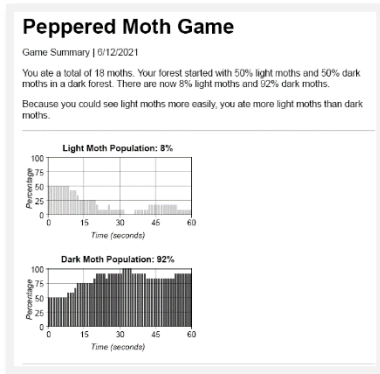 Peppered Moth Game
Game Summary | 6/12/2021
You ate a total of 18 moths. Your forest started with 50% light moths and 50% dark
moths in a dark forest. There are now 8% light moths and 92% dark moths.
Because you could see light moths more easily, you ate more light moths than dark
moths.
Light Moth Population: 8%
Percentage
100
75
50
25
0
0 15 30 45 60
Time (seconds)
Dark Moth Population: 92%
Percentage
100
75
50
25
0
0 15 30 45 60
Time (seconds)